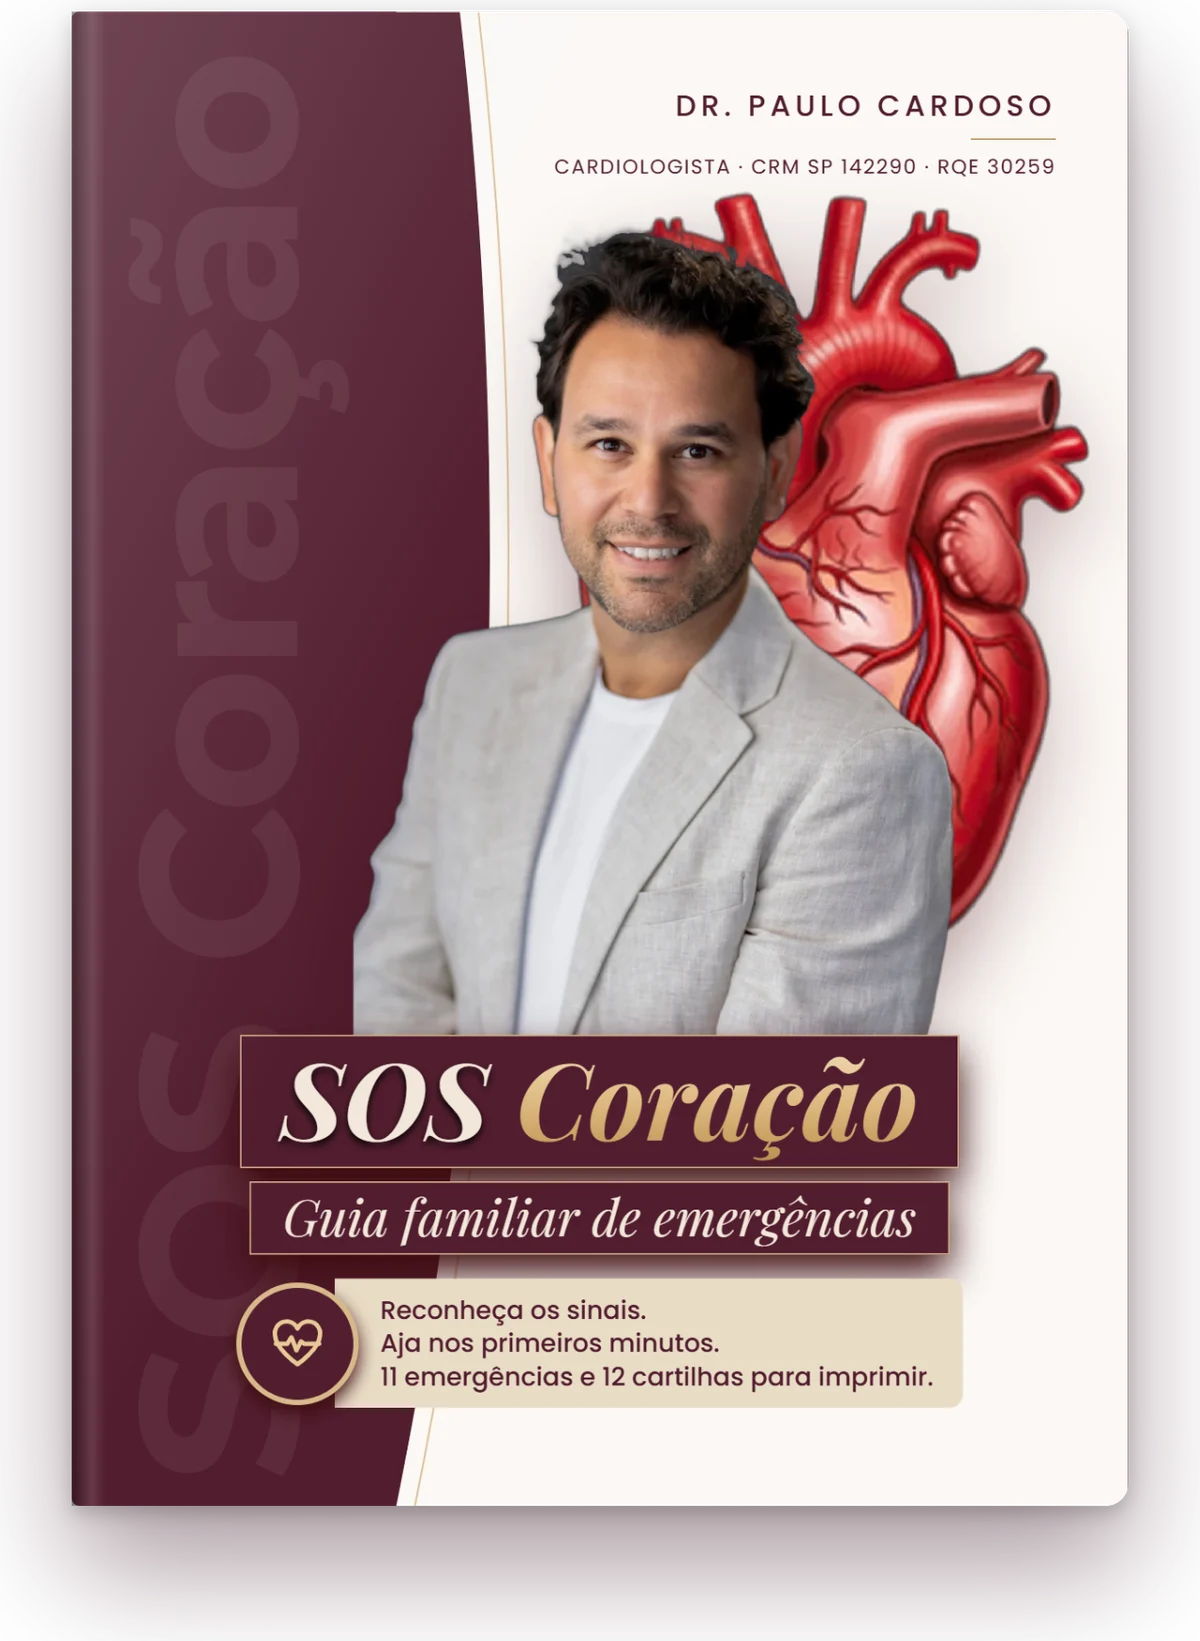 DR. PAULO CARDOSO
CARDIOLOGISTA · CRM SP 142290 · RQE 30259
SOS Coração
SOS Coração
Guia familiar de emergências
Reconheça os sinais.
Aja nos primeiros minutos.
11 emergências e 12 cartilhas para imprimir.